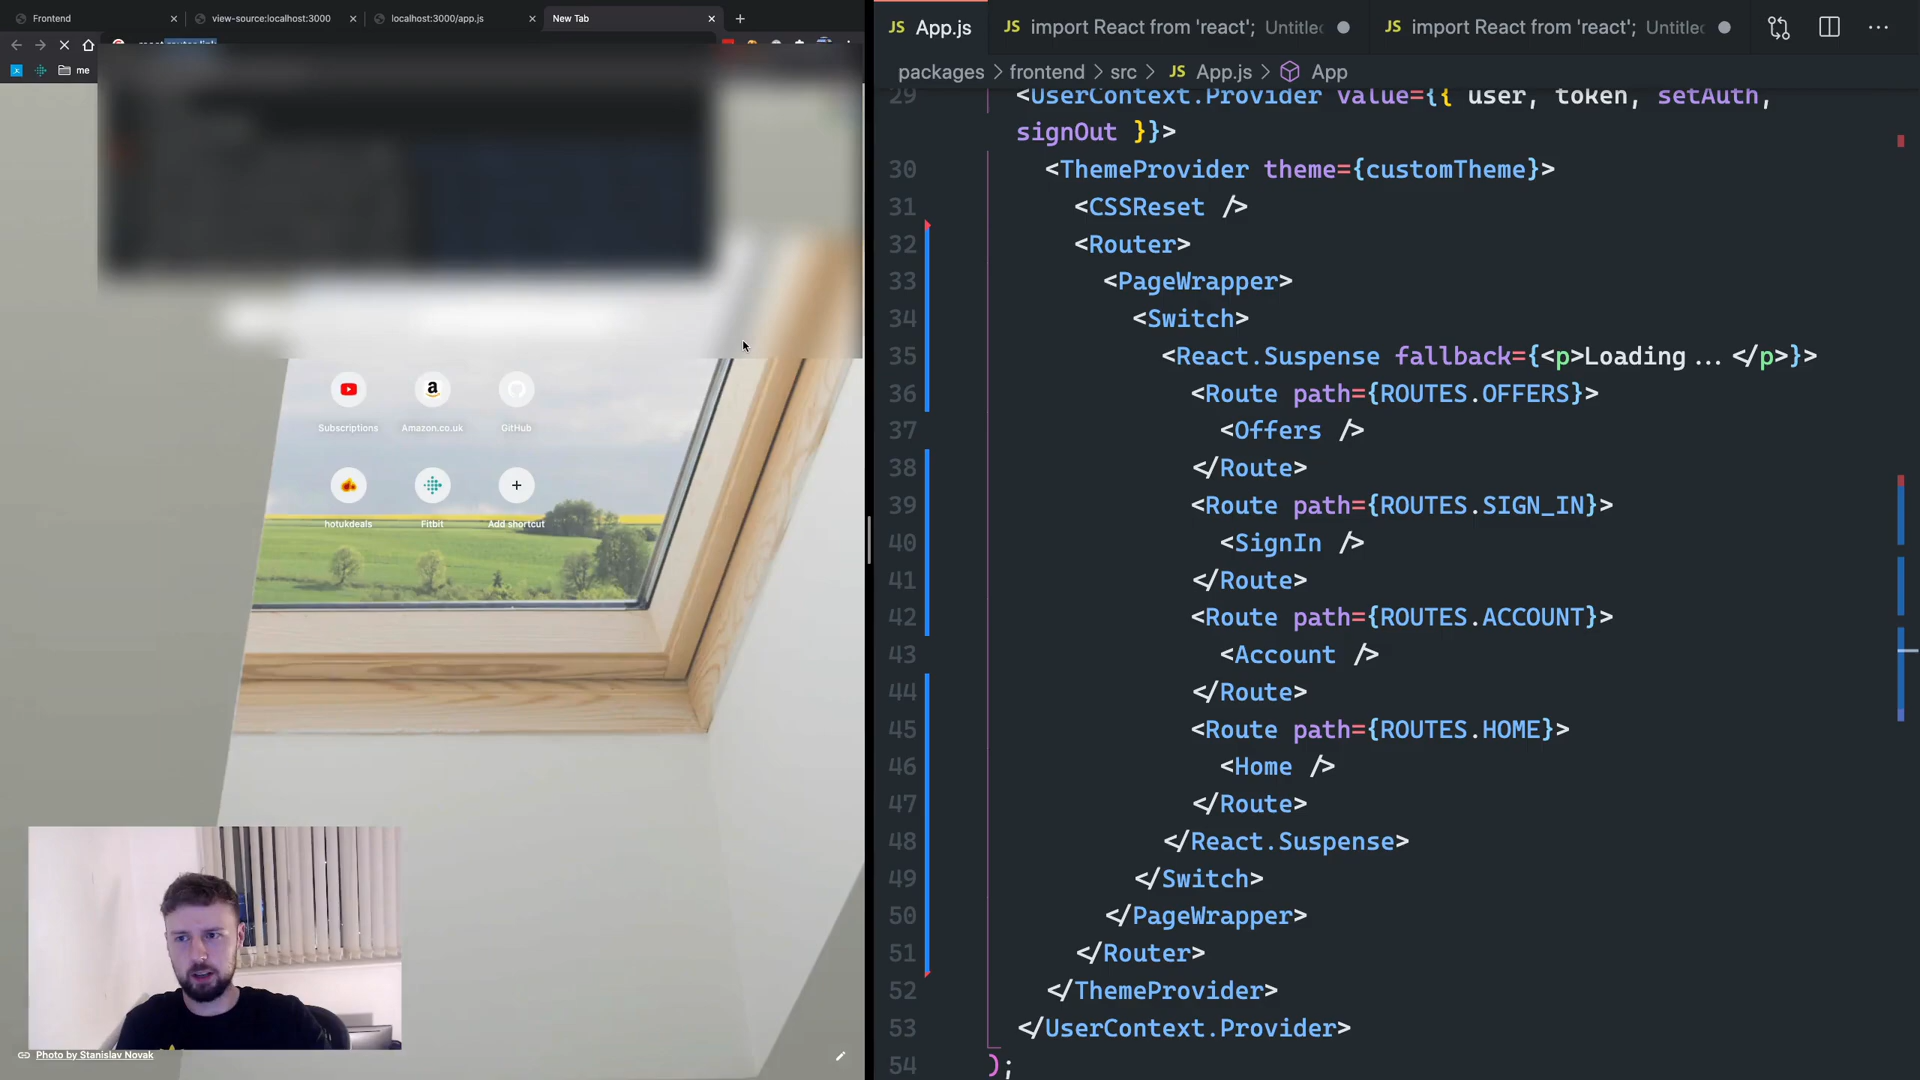 Frontend
view-source:localhost:3000
localhost:3000/app.js
New Tab
me
Subscriptions
Amazon.co.uk
GitHub
hotukdeals
Fitbit
Add shortcut
Photo by Stanislav Novak
JS App.js
JS import React from 'react'; Untitle
JS import React from 'react'; Untitle
packages > frontend > src > JS App.js > App
29 <UserContext.Provider value={{ user, token, setAuth,
signOut }}>
30 <ThemeProvider theme={customTheme}>
31 <CSSReset />
32 <Router>
33 <PageWrapper>
34 <Switch>
35 <React.Suspense fallback={<p>Loading ... </p>}>
36 <Route path={ROUTES.OFFERS}>
37 <Offers />
38 </Route>
39 <Route path={ROUTES.SIGN_IN}>
40 <SignIn />
41 </Route>
42 <Route path={ROUTES.ACCOUNT}>
43 <Account />
44 </Route>
45 <Route path={ROUTES.HOME}>
46 <Home />
47 </Route>
48 </React.Suspense>
49 </Switch>
50 </PageWrapper>
51 </Router>
52 </ThemeProvider>
53 </UserContext.Provider>
54 );